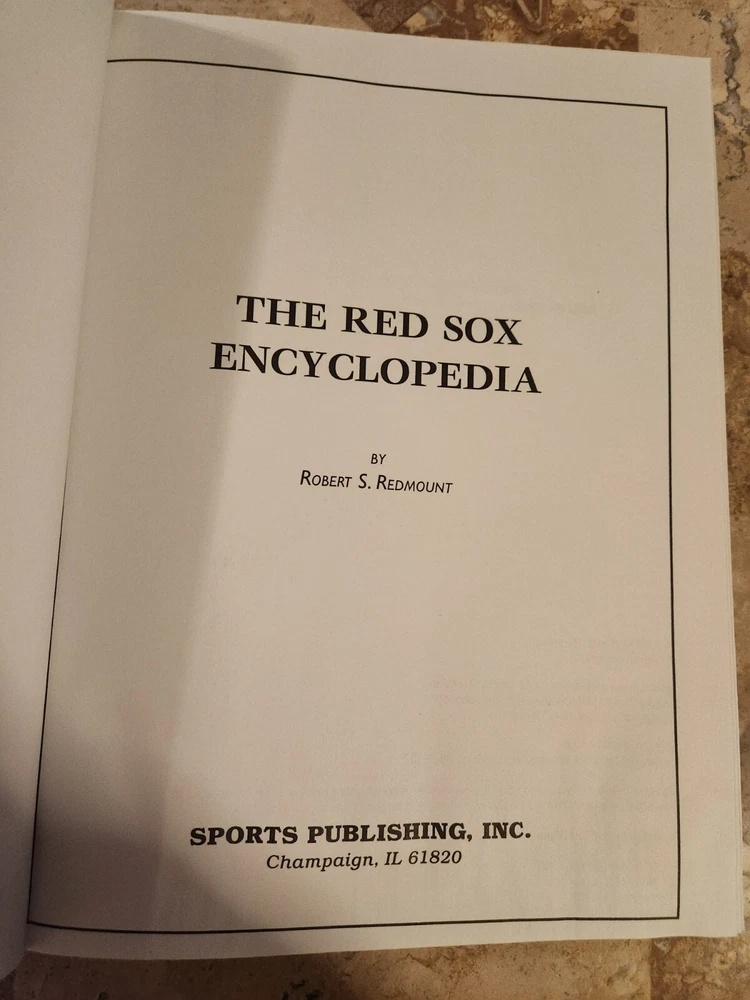 THE RED SOX
ENCYCLOPEDIA
BY
ROBERT S. REDMOUNT
SPORTS PUBLISHING, INC.
Champaign, IL 61820